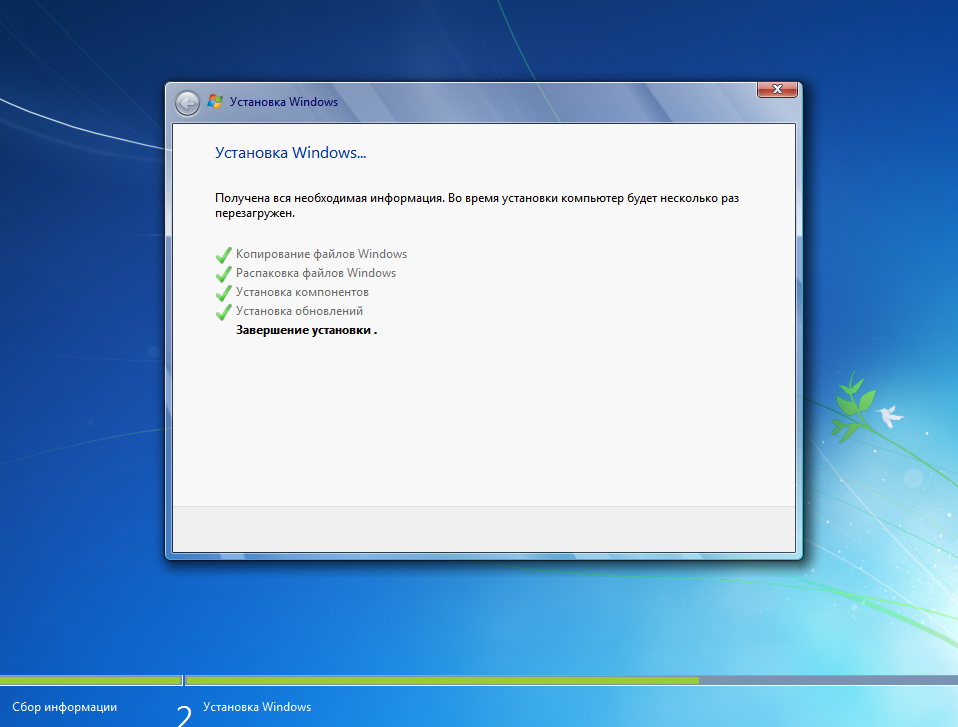 Установка Windows
Установка Windows...
Получена вся необходимая информация. Во время установки компьютер будет несколько раз
перезагружен.
Копирование файлов Windows
Распаковка файлов Windows
Установка компонентов
Установка обновлений
Завершение установки .
Сбор информации
2 Установка Windows